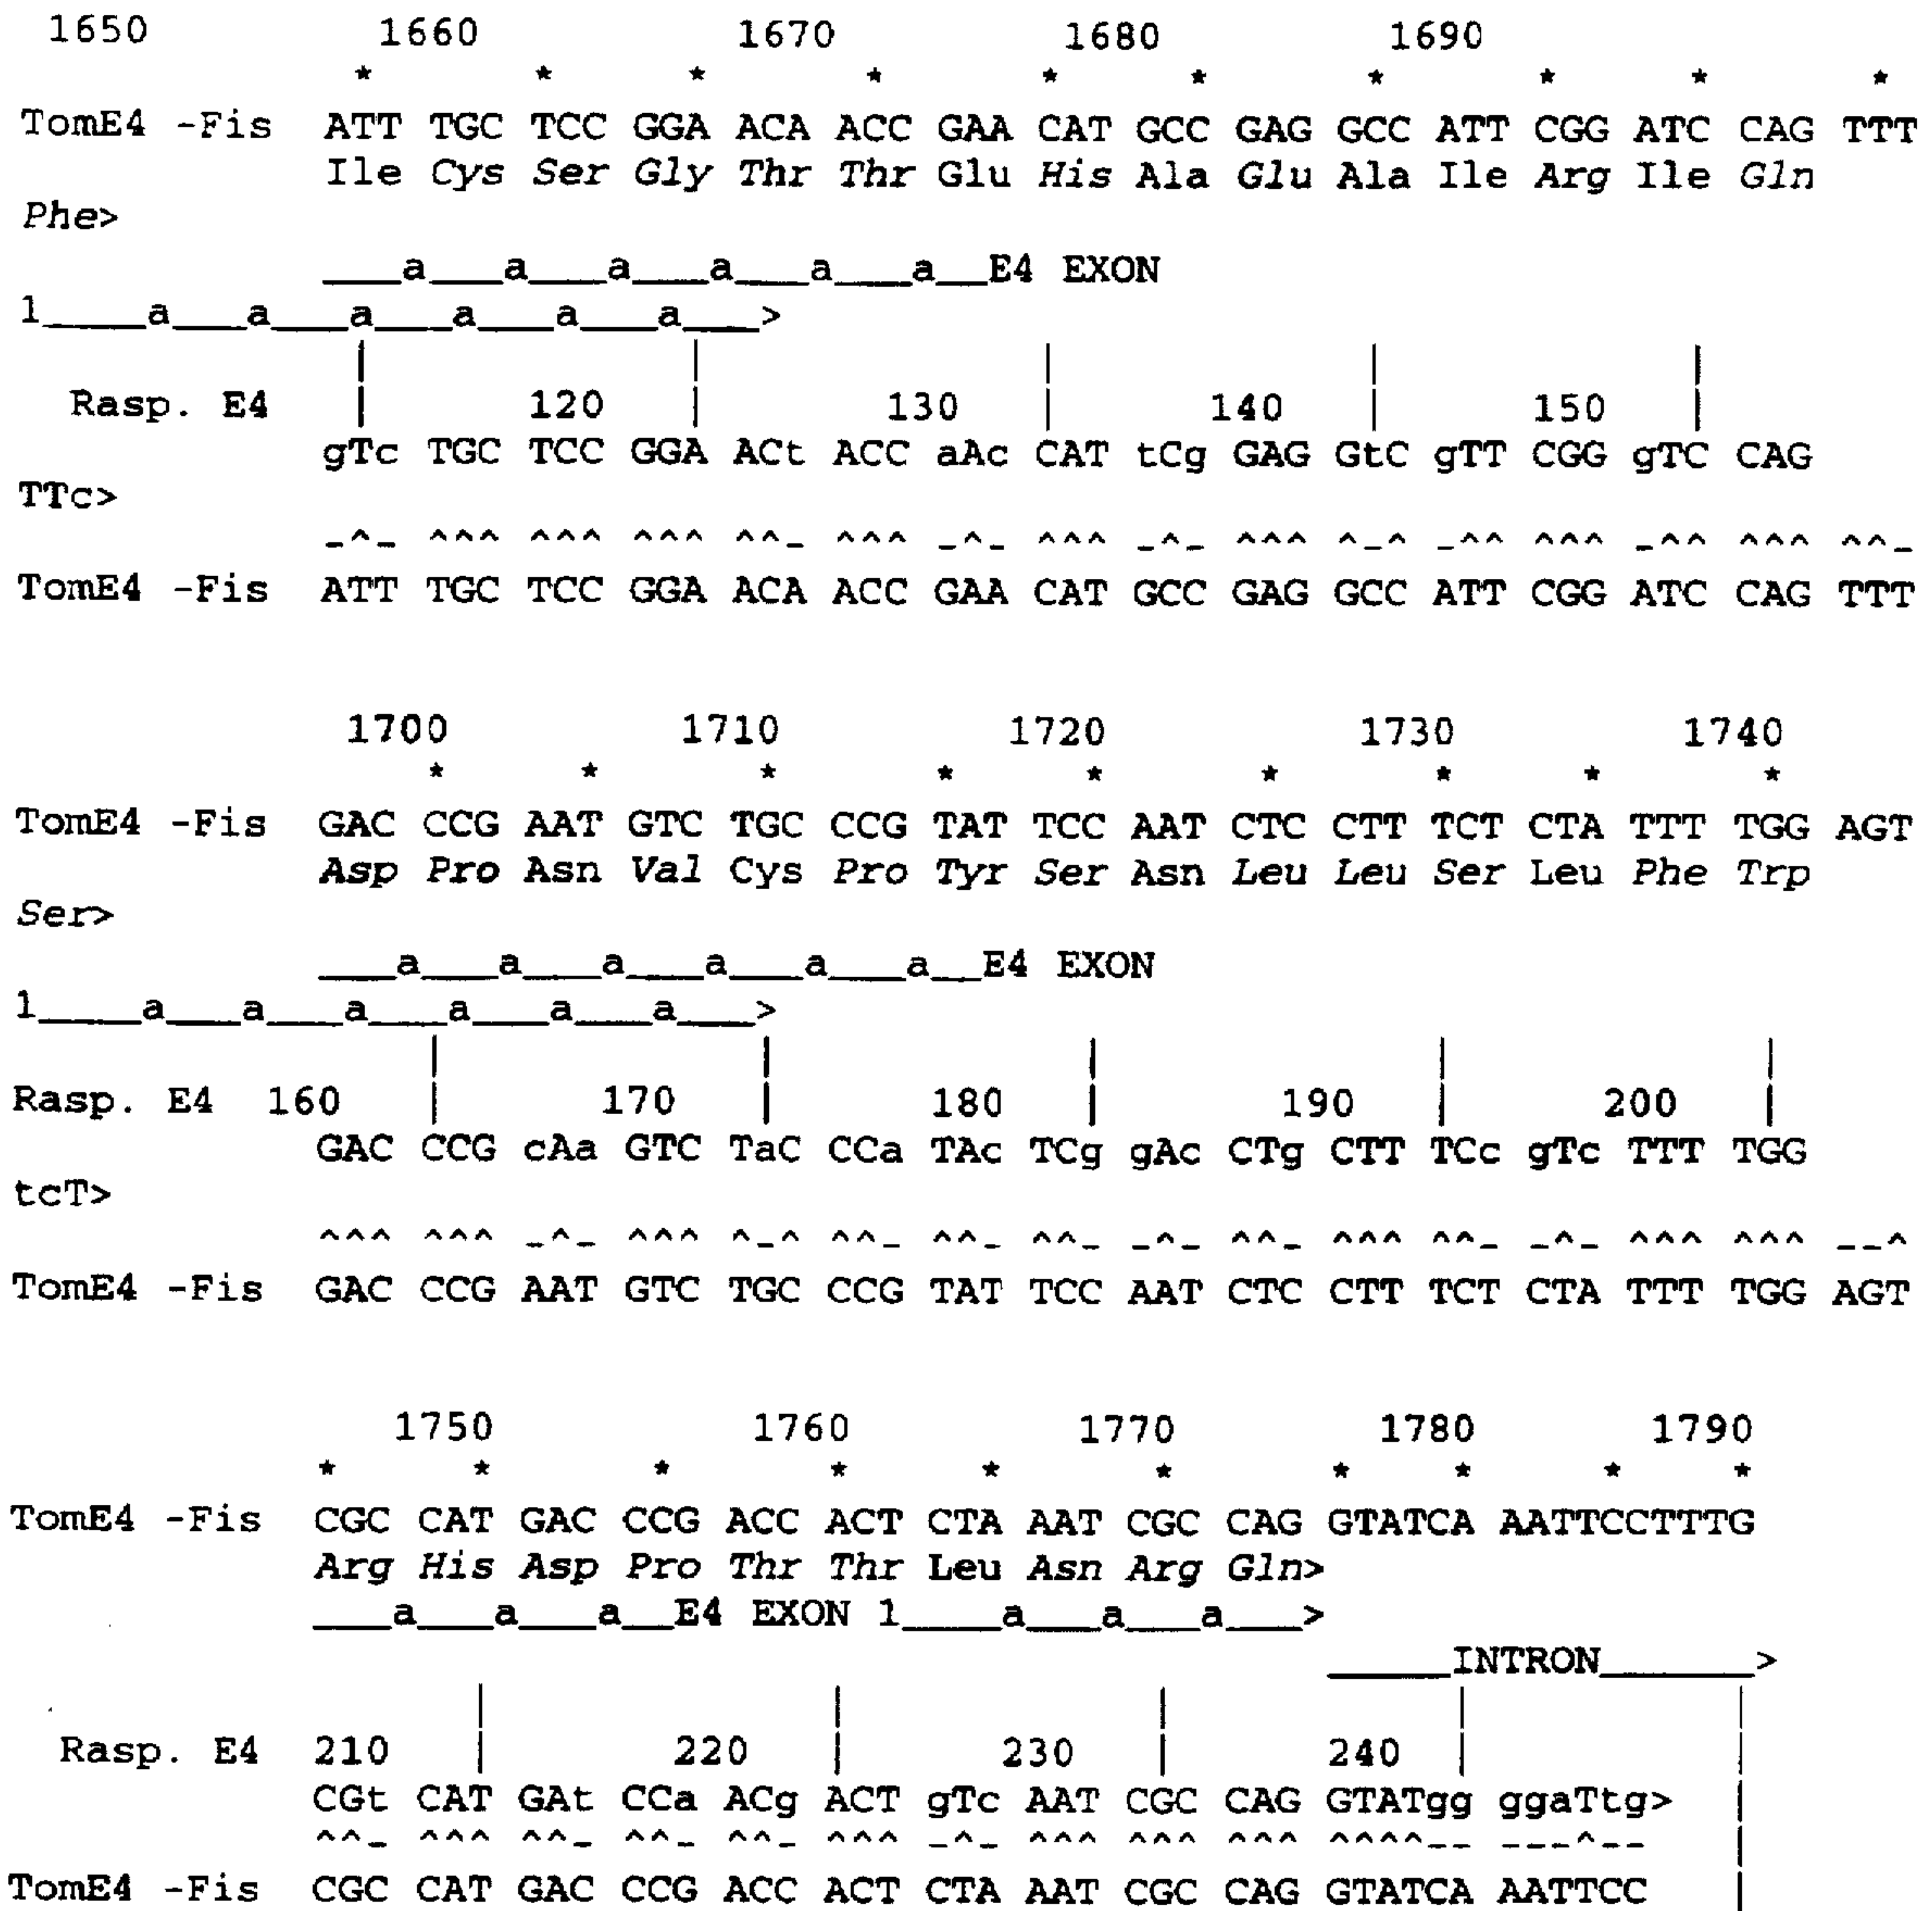 1650 1660 1670 1680 1690
* * * * * * * * * *
TomE4 -Fis ATT TGC TCC GGA ACA ACC GAA CAT GCC GAG GCC ATT CGG ATC CAG TTT
Ile Cys Ser Gly Thr Thr Glu His Ala Glu Ala Ile Arg Ile Gln
Phe>
___a___a___a___a___a___a__E4 EXON
1____a___a___a___a___a___a___>
| | | | |
Rasp. E4 | 120 | 130 | 140 | 150 |
gTc TGC TCC GGA ACt ACC aAc CAT tCg GAG GtC gTT CGG gTC CAG
TTc>
_^_ ^^^ ^^^ ^^^ ^^_ ^^^ _^_ ^^^ _^_ ^^^ ^_^ _^^ ^^^ _^^ ^^^ ^^_
TomE4 -Fis ATT TGC TCC GGA ACA ACC GAA CAT GCC GAG GCC ATT CGG ATC CAG TTT
1700 1710 1720 1730 1740
* * * * * * * * *
TomE4 -Fis GAC CCG AAT GTC TGC CCG TAT TCC AAT CTC CTT TCT CTA TTT TGG AGT
Asp Pro Asn Val Cys Pro Tyr Ser Asn Leu Leu Ser Leu Phe Trp
Ser>
___a___a___a___a___a___a__E4 EXON
1____a___a___a___a___a___a___>
| | | | |
Rasp. E4 160 | 170 | 180 | 190 | 200 |
GAC CCG cAa GTC TaC CCa TAc TCg gAc CTg CTT TCc gTc TTT TGG
tcT>
^^^ ^^^ _^_ ^^^ ^_^ ^^_ ^^_ ^^_ _^_ ^^_ ^^^ ^^_ _^_ ^^^ ^^^ __^
TomE4 -Fis GAC CCG AAT GTC TGC CCG TAT TCC AAT CTC CTT TCT CTA TTT TGG AGT
1750 1760 1770 1780 1790
* * * * * * * * * *
TomE4 -Fis CGC CAT GAC CCG ACC ACT CTA AAT CGC CAG GTATCA AATTCCTTTG
Arg His Asp Pro Thr Thr Leu Asn Arg Gln>
___a___a___a__E4 EXON 1____a___a___a___>
_____INTRON______>
| | | | |
Rasp. E4 210 | 220 | 230 | 240 | |
CGt CAT GAt CCa ACg ACT gTc AAT CGC CAG GTATgg ggaTtg>
^^_ ^^^ ^^_ ^^_ ^^_ ^^^ _^_ ^^^ ^^^ ^^^ ^^^^__ ___^__
TomE4 -Fis CGC CAT GAC CCG ACC ACT CTA AAT CGC CAG GTATCA AATTCC